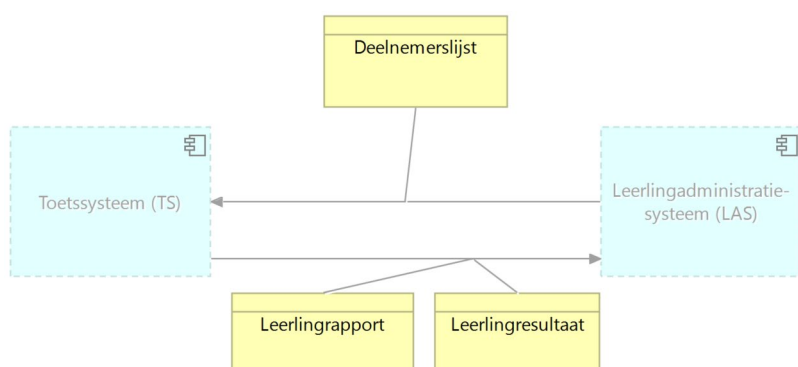 Deelnemerslijst
Toetssysteem (TS)
Leerlingadministratie-
systeem (LAS)
Leerlingrapport
Leerlingresultaat